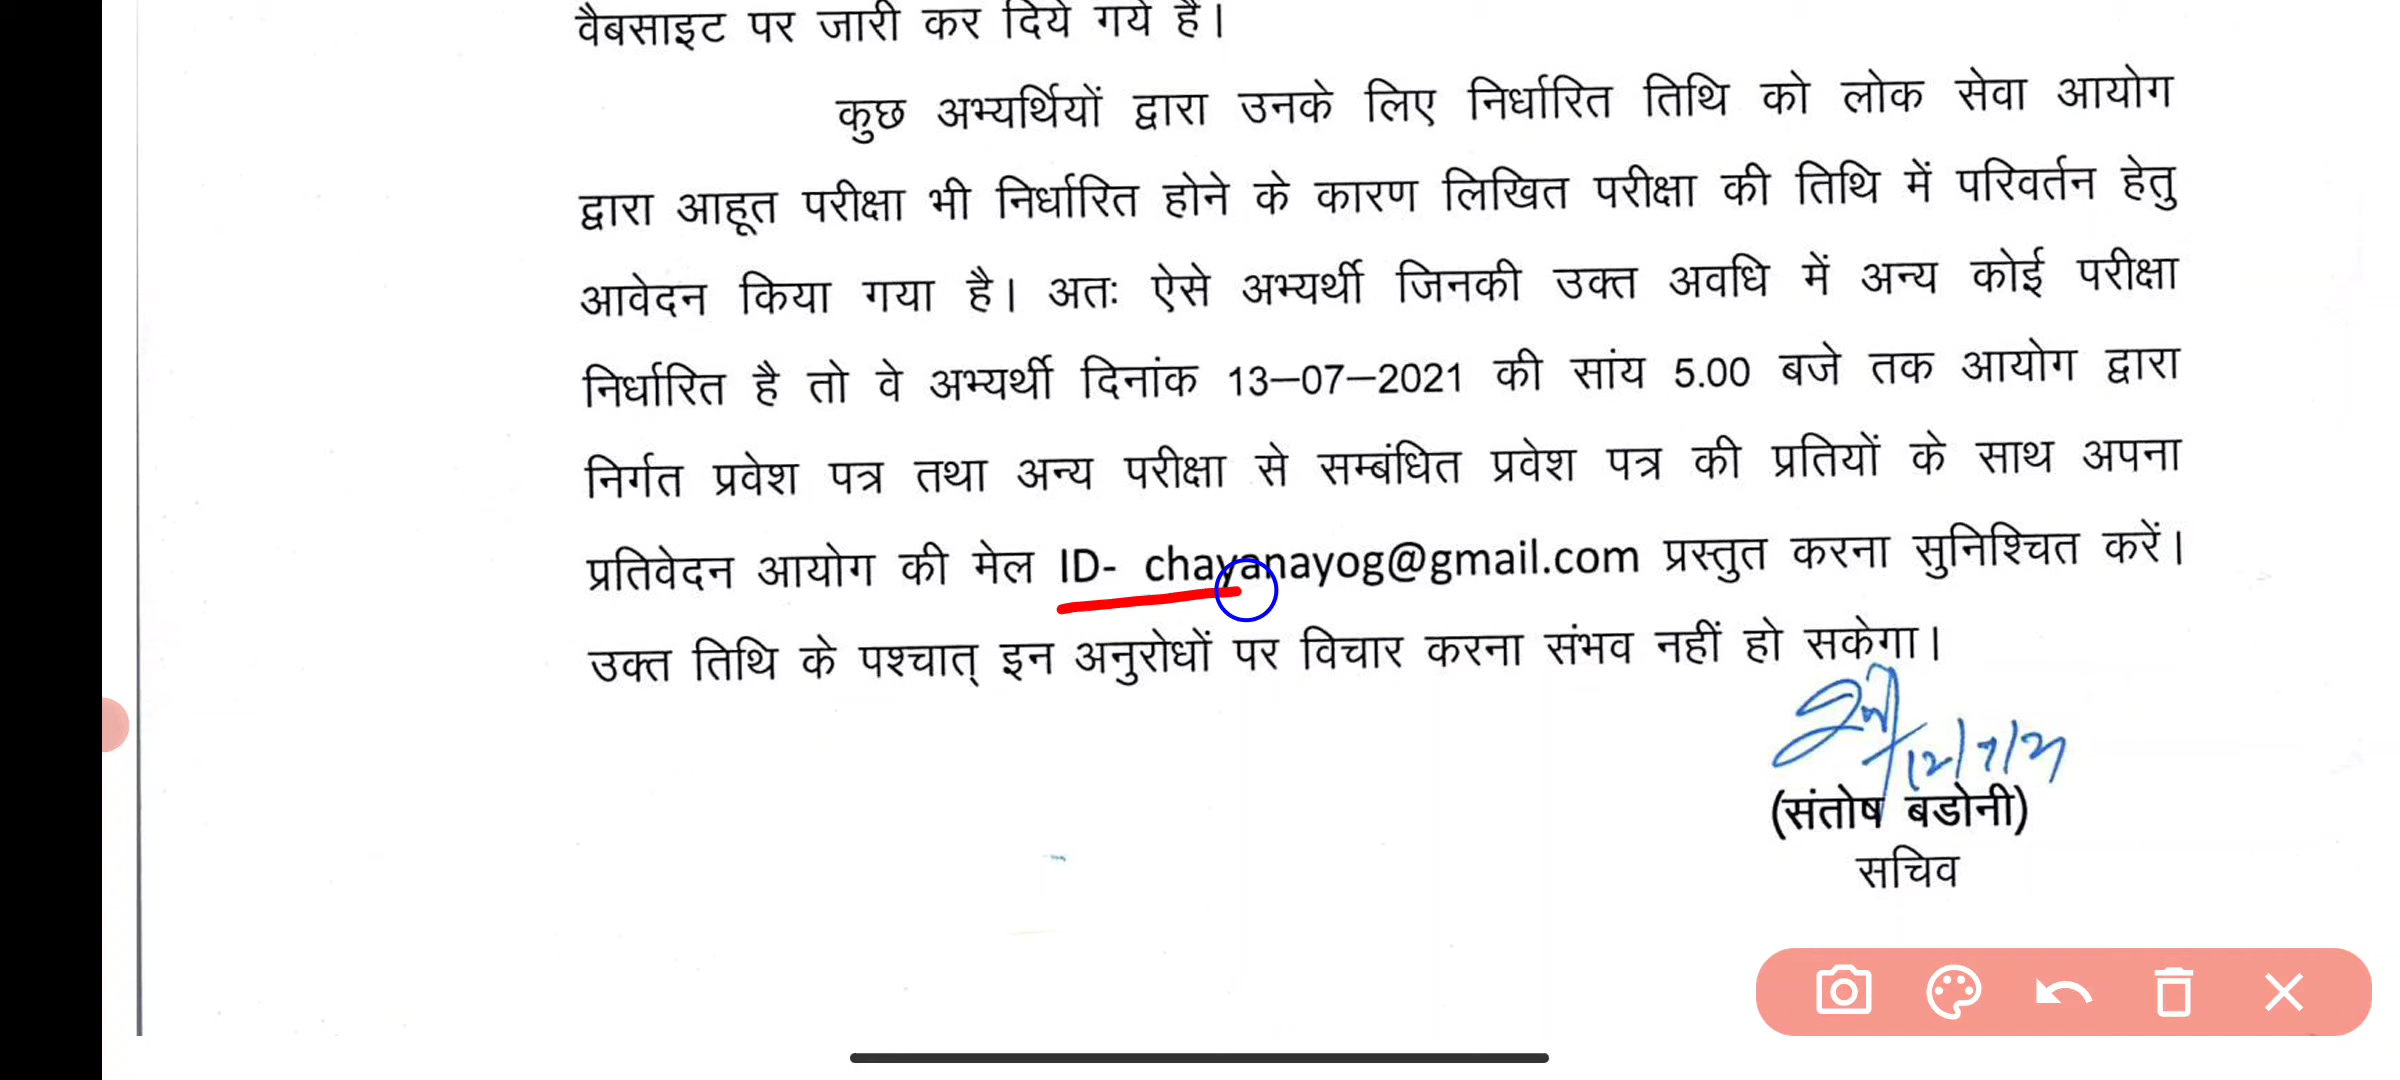 वैबसाइट पर जारी कर दिये गये हैं।
कुछ अभ्यर्थियों द्वारा उनके लिए निर्धारित तिथि को लोक सेवा आयोग
द्वारा आहूत परीक्षा भी निर्धारित होने के कारण लिखित परीक्षा की तिथि में परिवर्तन हेतु
आवेदन किया गया है। अतः ऐसे अभ्यर्थी जिनकी उक्त अवधि में अन्य कोई परीक्षा
निर्धारित है तो वे अभ्यर्थी दिनांक 13–07–2021 की सांय 5.00 बजे तक आयोग द्वारा
निर्गत प्रवेश पत्र तथा अन्य परीक्षा से सम्बंधित प्रवेश पत्र की प्रतियों के साथ अपना
प्रतिवेदन आयोग की मेल ID- chayanayog@gmail.com प्रस्तुत करना सुनिश्चित करें।
उक्त तिथि के पश्चात् इन अनुरोधों पर विचार करना संभव नहीं हो सकेगा।
12/7/21
(संतोष बडोनी)
सचिव